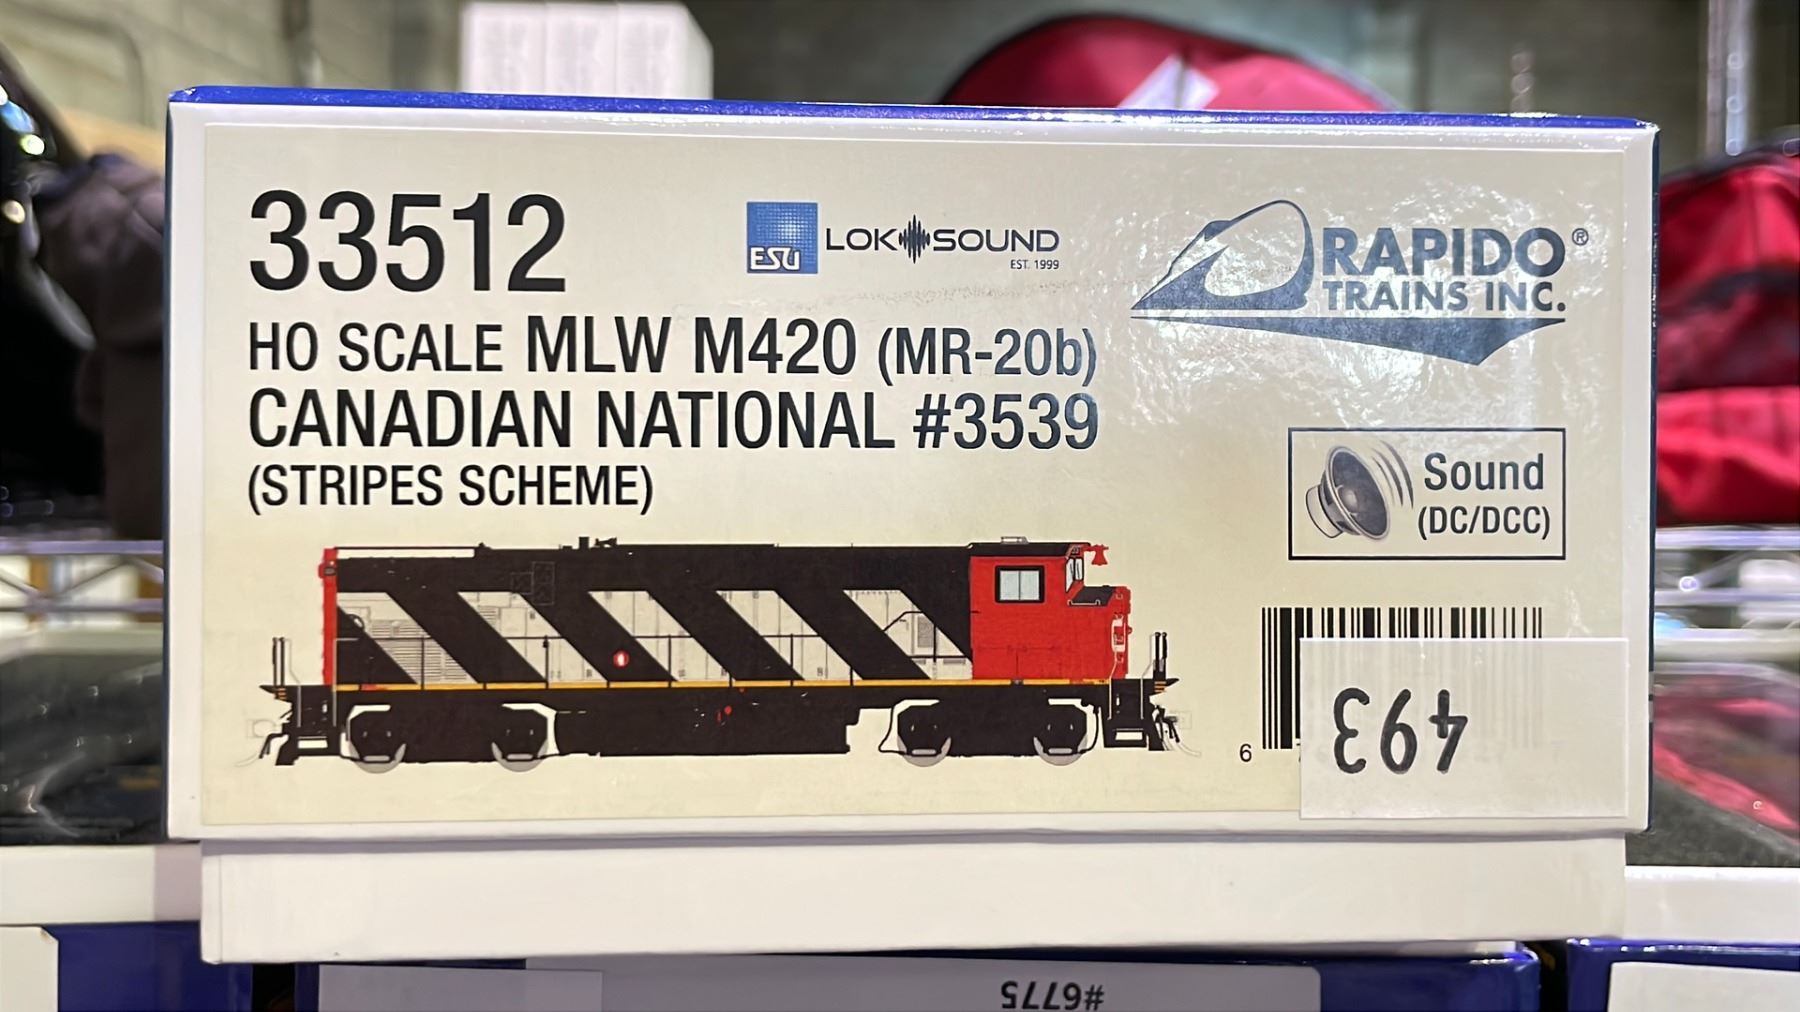 33512
ESU LOKSOUND
EST. 1999
RAPIDO®
TRAINS INC.
HO SCALE MLW M420 (MR-20b)
CANADIAN NATIONAL #3539
(STRIPES SCHEME)
Sound
(DC/DCC)
6
493
#6775